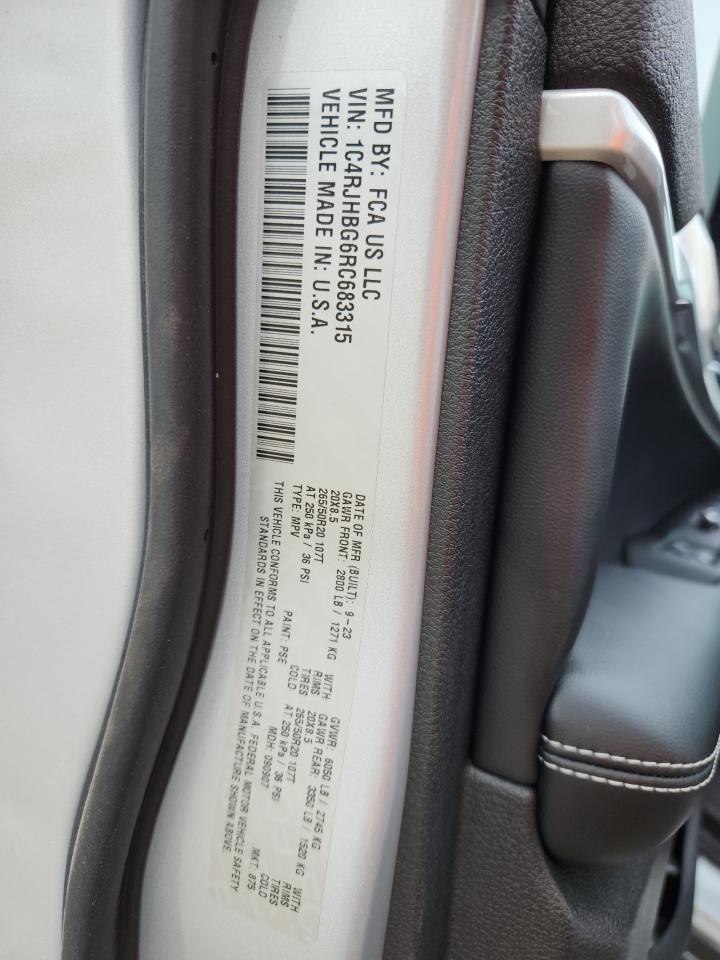 MFD BY: FCA US LLC
VIN: 1C4RJHBG6RC683315
VEHICLE MADE IN: U.S.A.
DATE OF MFR (BUILT): 9-23 GVWR: 6050 LB / 2745 KG
GAWR FRONT: 2800 LB / 1271 KG WITH GAWR REAR: 3350 LB / 1520 KG WITH
20X8.5 RIMS 20X8.5 RIMS
265/50R20 107T TIRES 265/50R20 107T TIRES
AT 250 kPa / 36 PSI COLD AT 250 kPa / 36 PSI COLD
TYPE: MPV PAINT: PSE MDH: 090907 MKT: 875
THIS VEHICLE CONFORMS TO ALL APPLICABLE U.S.A. FEDERAL MOTOR VEHICLE SAFETY
STANDARDS IN EFFECT ON THE DATE OF MANUFACTURE SHOWN ABOVE.